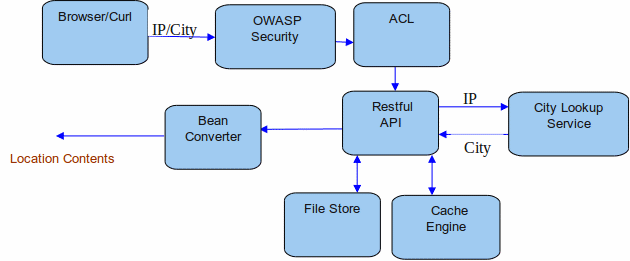 Browser/Curl
IP/City
OWASP
Security
ACL
Restful
API
IP
City
City Lookup
Service
Bean
Converter
Location Contents
File Store
Cache
Engine